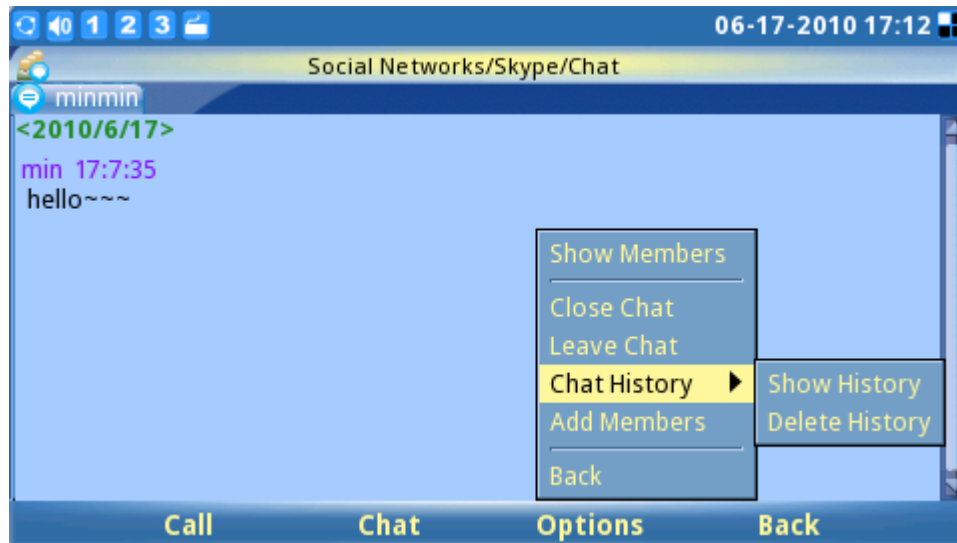 1 2 3 06-17-2010 17:12
Social Networks/Skype/Chat
minmin
<2010/6/17>
min 17:7:35
hello~~~
Show Members
Close Chat
Leave Chat
Chat History
Add Members
Back
Show History
Delete History
Call Chat Options Back